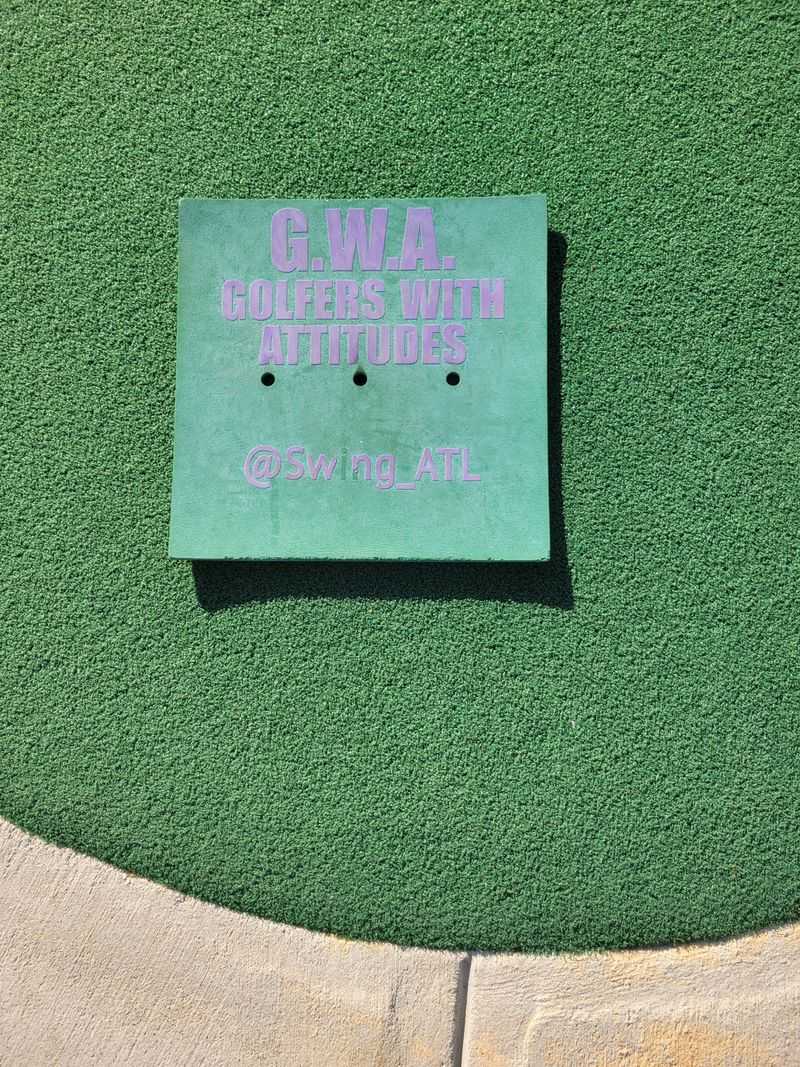 G.W.A.
GOLFERS WITH
ATTITUDES
@Swing_ATL